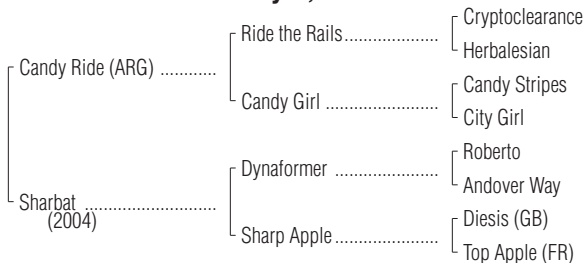 Cryptoclearance
Ride the Rails
Herbalesian
Candy Ride (ARG)
Candy Stripes
Candy Girl
City Girl
Roberto
Dynaformer
Andover Way
Sharbat
(2004)
Diesis (GB)
Sharp Apple
Top Apple (FR)